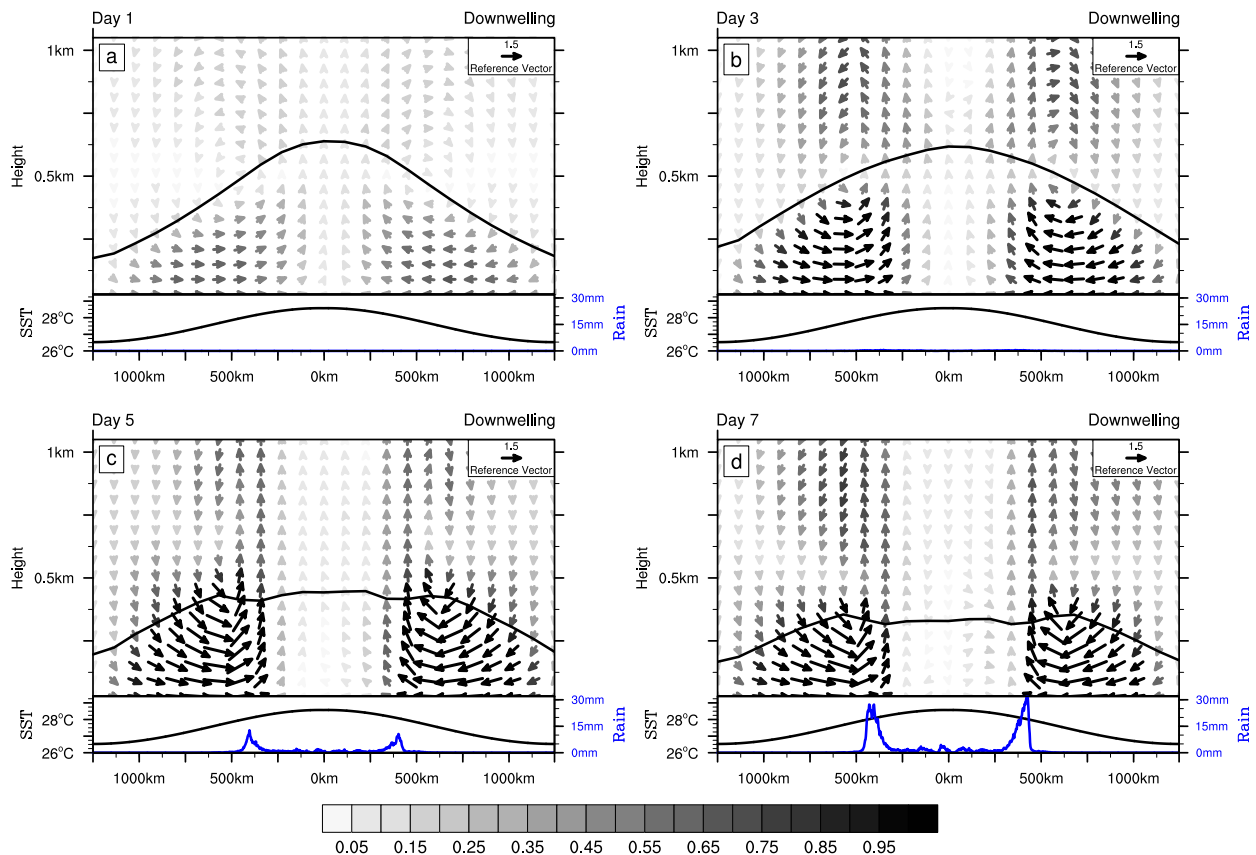 Day 1 Downwelling
a
1.5
Reference Vector
1km
0.5km
Height
SST
28°C
26°C
30mm
15mm
0mm
Rain
1000km 500km 0km 500km 1000km
Day 3 Downwelling
b
1.5
Reference Vector
1km
0.5km
Height
SST
28°C
26°C
30mm
15mm
0mm
Rain
1000km 500km 0km 500km 1000km
Day 5 Downwelling
c
1.5
Reference Vector
1km
0.5km
Height
SST
28°C
26°C
30mm
15mm
0mm
Rain
1000km 500km 0km 500km 1000km
Day 7 Downwelling
d
1.5
Reference Vector
1km
0.5km
Height
SST
28°C
26°C
30mm
15mm
0mm
Rain
1000km 500km 0km 500km 1000km
0.05 0.15 0.25 0.35 0.45 0.55 0.65 0.75 0.85 0.95